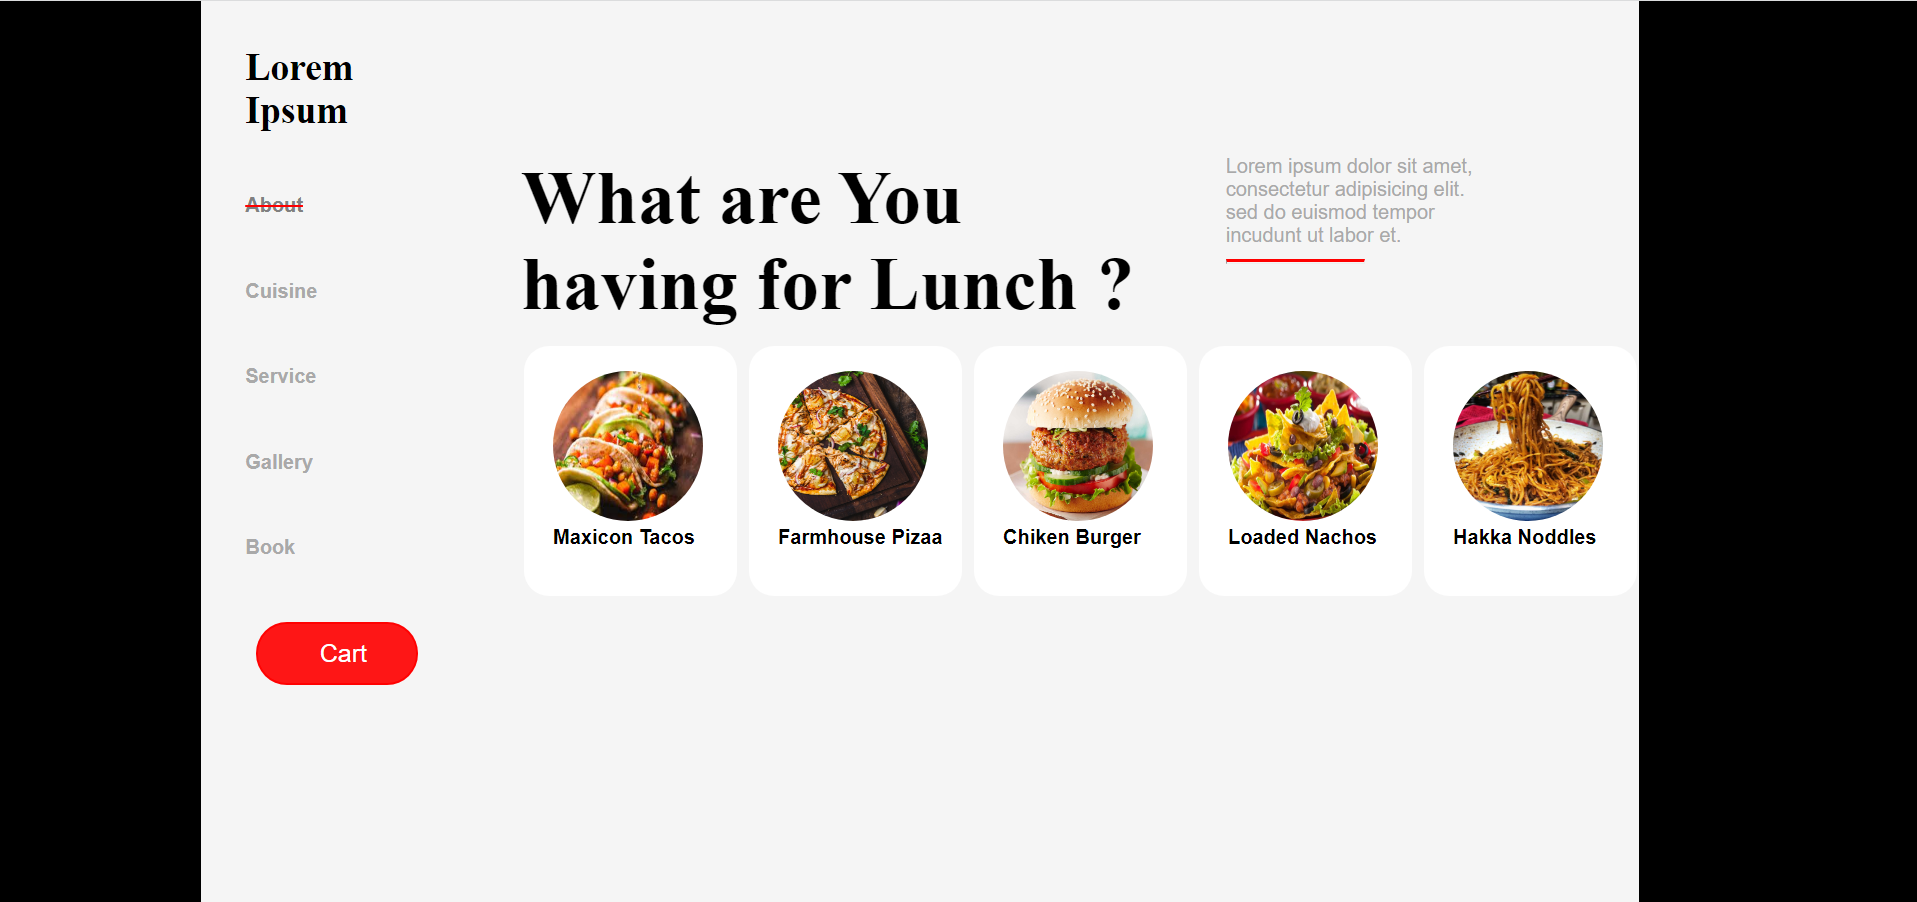 Lorem
Ipsum
About
Cuisine
Service
Gallery
Book
Cart
What are You
having for Lunch ?
Lorem ipsum dolor sit amet,
consectetur adipisicing elit.
sed do euismod tempor
incudunt ut labor et.
Maxicon Tacos
Farmhouse Pizaa
Chiken Burger
Loaded Nachos
Hakka Noddles